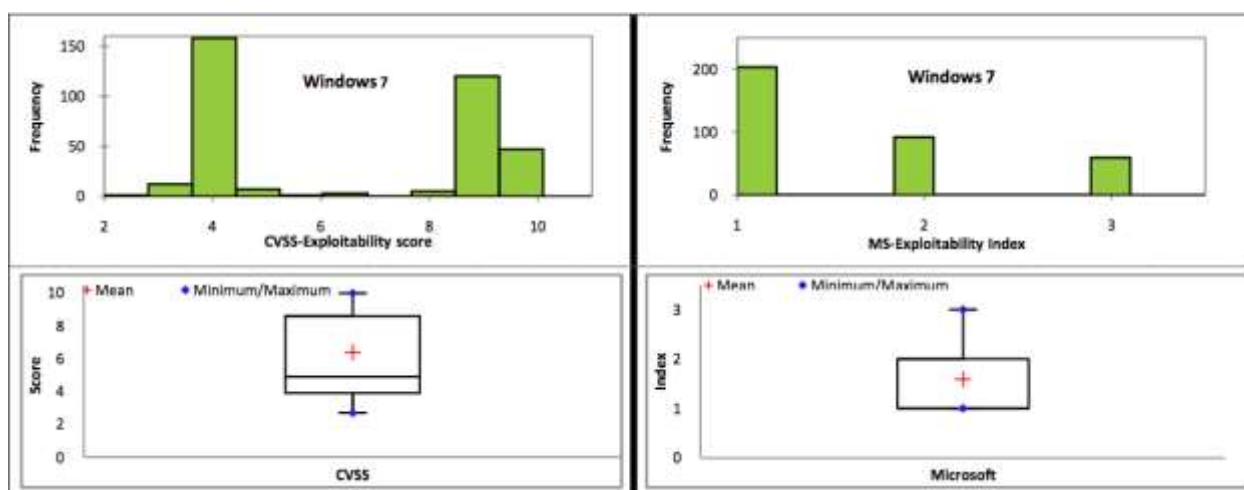 150
100
50
0
Frequency
Windows 7
2 4 6 8 10
CVSS-Exploitability score
200
100
0
Frequency
Windows 7
1 2 3
MS-Exploitability Index
Mean Minimum/Maximum
10
8
6
4
2
0
Score
CVSS
Mean Minimum/Maximum
3
2
1
0
Index
Microsoft